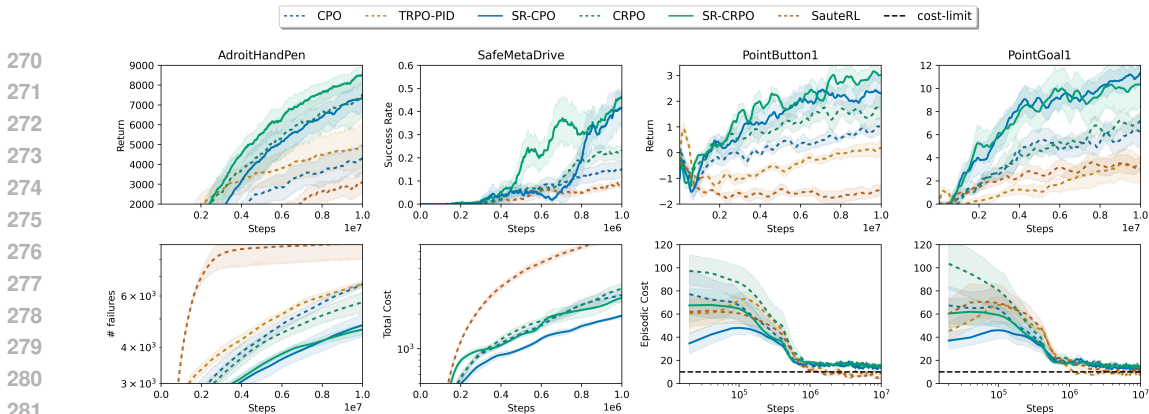 CPO TRPO-PID SR-CPO CRPO SR-CRPO SauteRL cost-limit
270
271
272
273
274
275
276
277
278
279
280
281
AdroitHandPen
Return
9000
8000
7000
6000
5000
4000
3000
2000
0.2 0.4 0.6 0.8 1.0
Steps 1e7
SafeMetaDrive
Success Rate
0.6
0.5
0.4
0.3
0.2
0.1
0.0
0.0 0.2 0.4 0.6 0.8 1.0
Steps 1e6
PointButton1
Return
3
2
1
0
−1
−2
0.2 0.4 0.6 0.8 1.0
Steps 1e7
PointGoal1
12
10
8
6
4
2
0
0.2 0.4 0.6 0.8 1.0
Steps 1e7
# failures
6 × 10³
4 × 10³
3 × 10³
0.0 0.2 0.4 0.6 0.8 1.0
Steps 1e7
Total Cost
10³
0.0 0.2 0.4 0.6 0.8 1.0
Steps 1e6
Episodic Cost
120
100
80
60
40
20
0
10⁵ 10⁶ 10⁷
Steps
120
100
80
60
40
20
0
10⁵ 10⁶ 10⁷
Steps